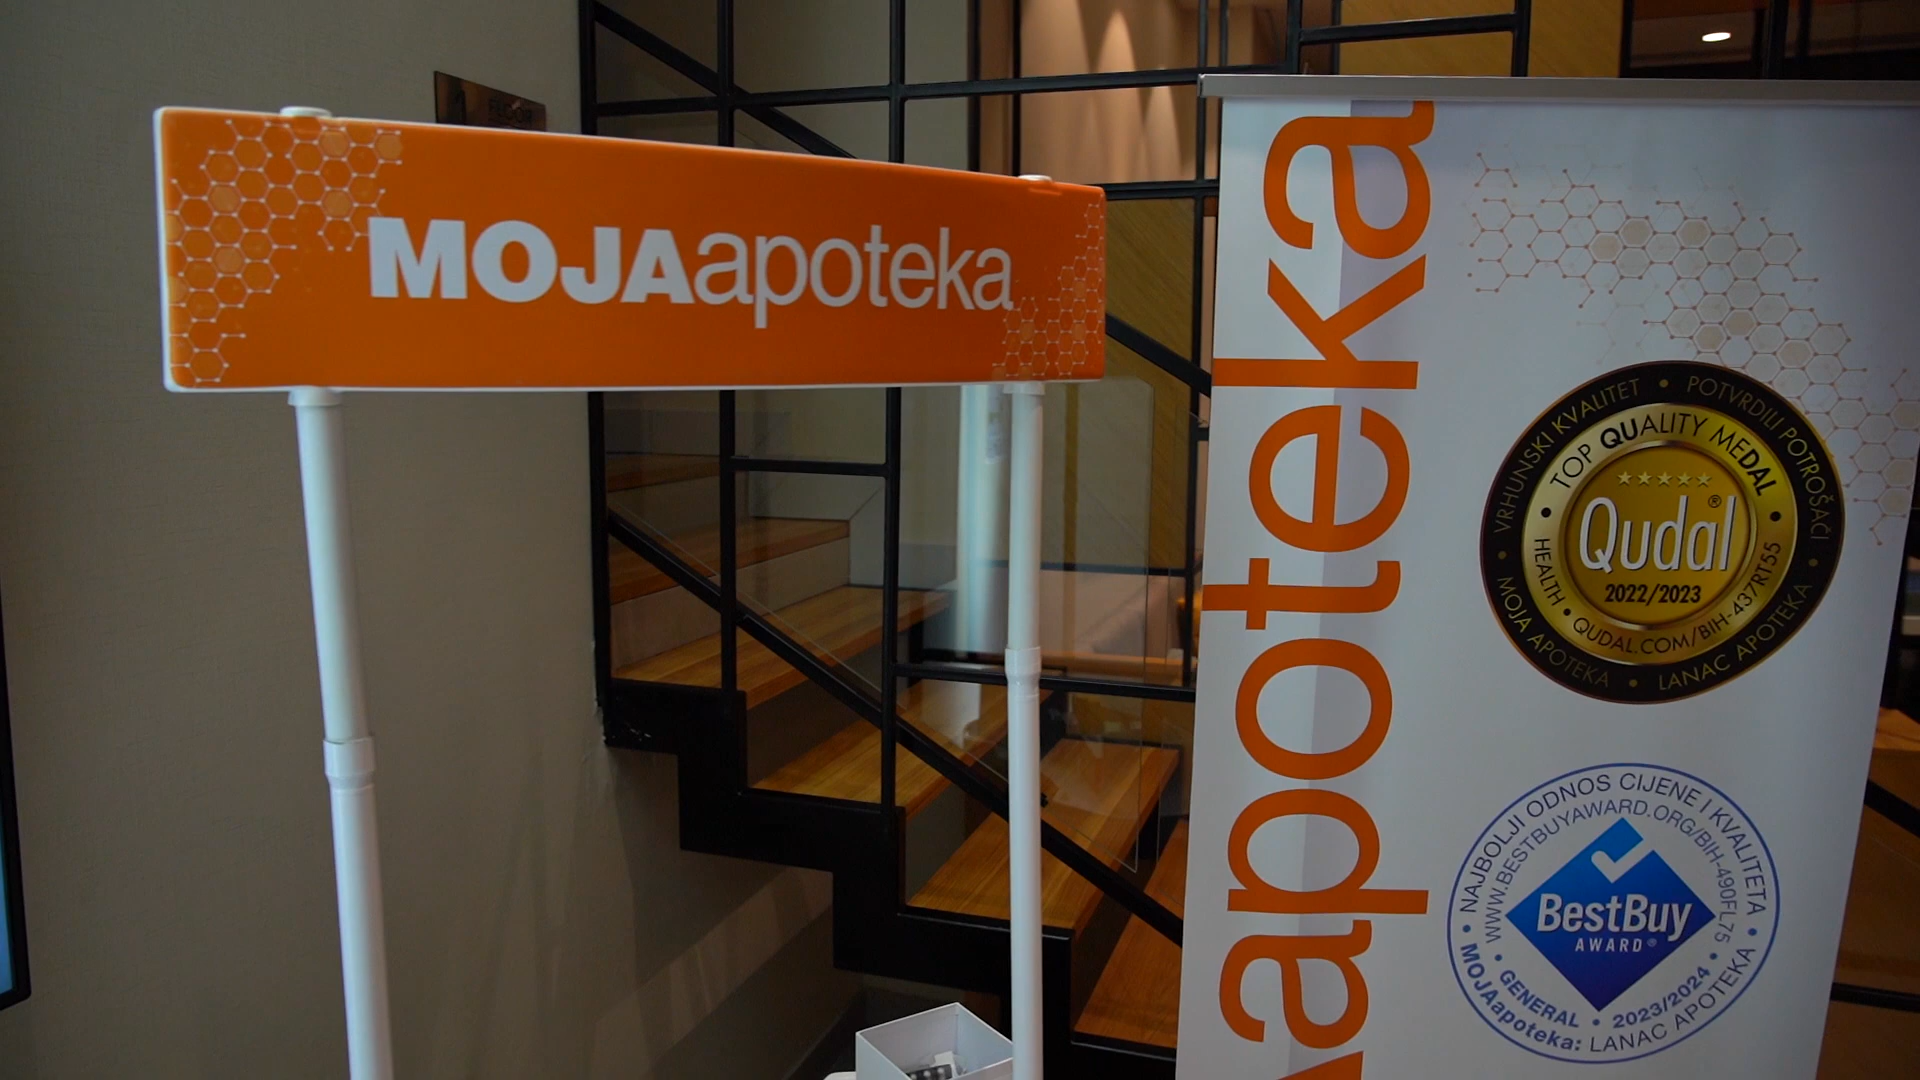 MOJAapoteka
apoteka
VRHUNSKI KVALITET • POTVRDILI POTROŠAČI
TOP QUALITY MEDAL
Qudal®
2022/2023
HEALTH • QUDAL.COM/BIH-437RT55
MOJA APOTEKA • LANAC APOTEKA
NAJBOLJI ODNOS CIJENE I KVALITETA
WWW.BESTBUYAWARD.ORG/BIH-490FL75
BestBuy
AWARD®
GENERAL • 2023/2024
MOJAapoteka: LANAC APOTEKA